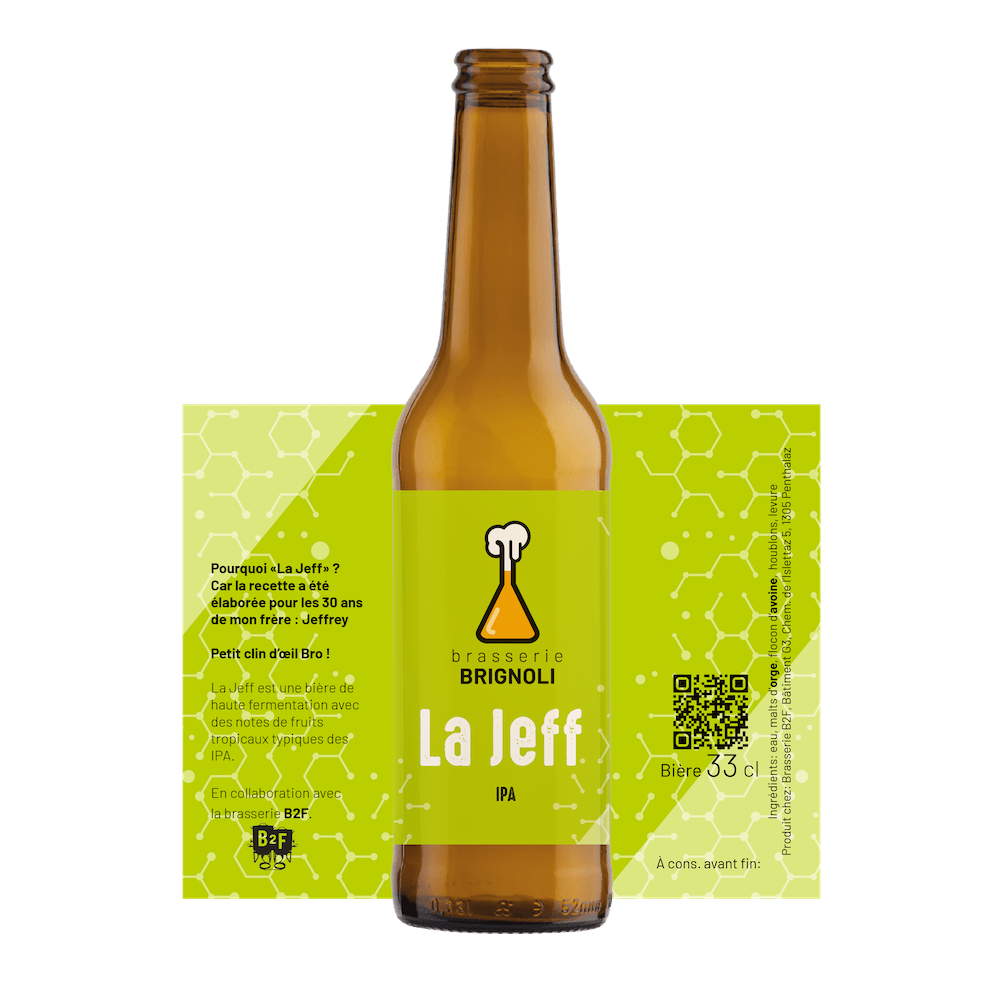 Pourquoi «La Jeff» ?
Car la recette a été
élaborée pour les 30 ans
de mon frère : Jeffrey
Petit clin d'œil Bro !
La Jeff est une bière de
haute fermentation avec
des notes de fruits
tropicaux typiques des
IPA.
En collaboration avec
la brasserie B2F.
B2F
brasserie
BRIGNOLI
La Jeff
IPA
0,33l
Bière 33 cl
À cons. avant fin:
Ingrédients: eau, malts d'orge, flocon d'avoine, houblons, levure
Produit chez: Brasserie B2F, Bâtiment G3, Chem. de l'Islettaz 5, 1305 Penthalaz